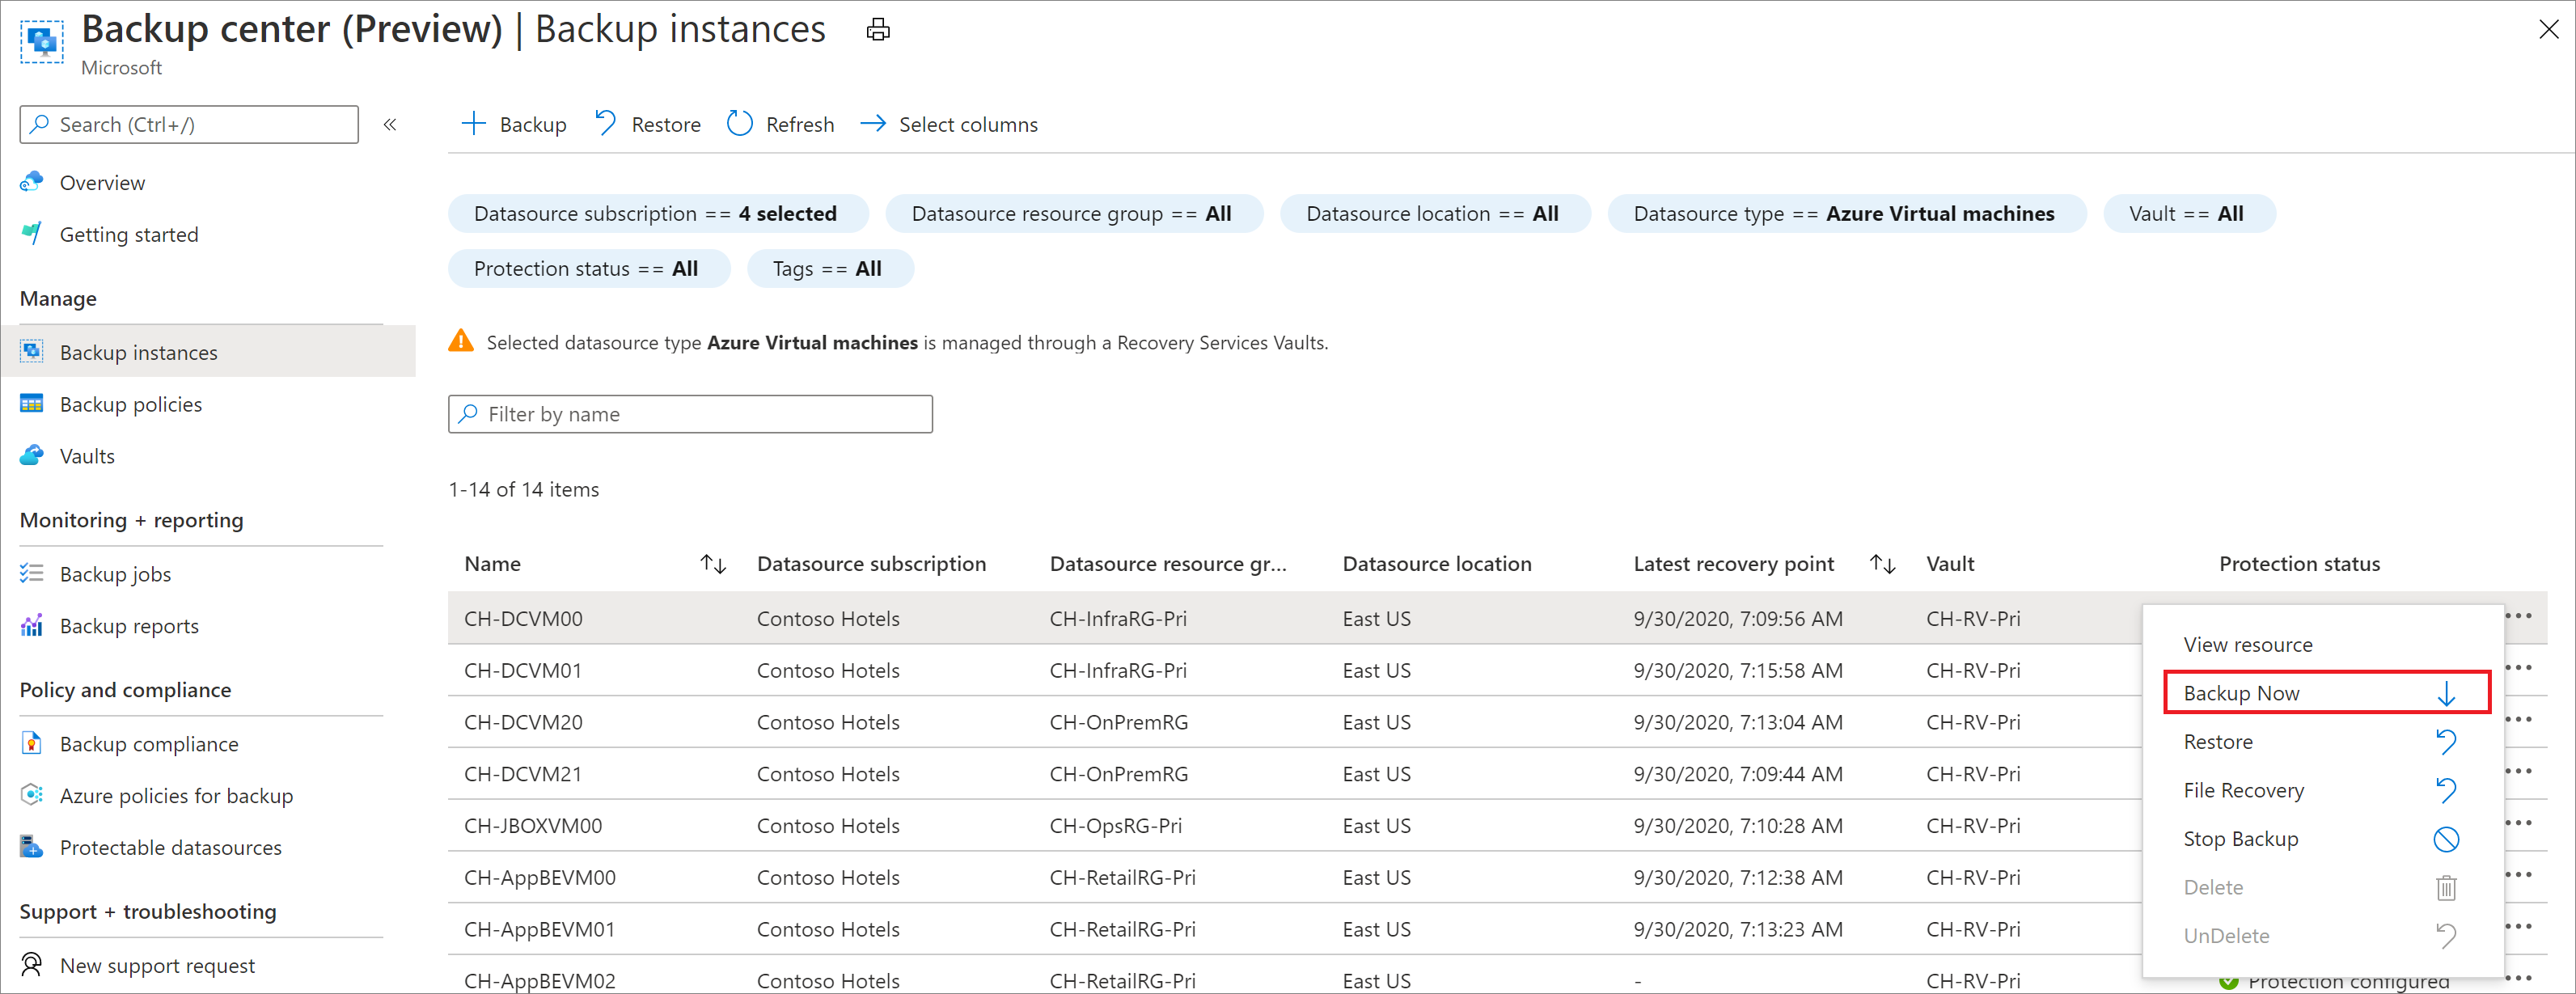 Backup center (Preview) | Backup instances
Microsoft
Search (Ctrl+/)
«
Overview
Getting started
Manage
Backup instances
Backup policies
Vaults
Monitoring + reporting
Backup jobs
Backup reports
Policy and compliance
Backup compliance
Azure policies for backup
Protectable datasources
Support + troubleshooting
New support request
Backup Restore Refresh Select columns
Datasource subscription == 4 selected Datasource resource group == All Datasource location == All Datasource type == Azure Virtual machines Vault == All
Protection status == All Tags == All
Selected datasource type Azure Virtual machines is managed through a Recovery Services Vaults.
Filter by name
1-14 of 14 items
Name Datasource subscription Datasource resource gr... Datasource location Latest recovery point Vault Protection status
CH-DCVM00 Contoso Hotels CH-InfraRG-Pri East US 9/30/2020, 7:09:56 AM CH-RV-Pri
CH-DCVM01 Contoso Hotels CH-InfraRG-Pri East US 9/30/2020, 7:15:58 AM CH-RV-Pri
CH-DCVM20 Contoso Hotels CH-OnPremRG East US 9/30/2020, 7:13:04 AM CH-RV-Pri
CH-DCVM21 Contoso Hotels CH-OnPremRG East US 9/30/2020, 7:09:44 AM CH-RV-Pri
CH-JBOXVM00 Contoso Hotels CH-OpsRG-Pri East US 9/30/2020, 7:10:28 AM CH-RV-Pri
CH-AppBEVM00 Contoso Hotels CH-RetailRG-Pri East US 9/30/2020, 7:12:38 AM CH-RV-Pri
CH-AppBEVM01 Contoso Hotels CH-RetailRG-Pri East US 9/30/2020, 7:13:23 AM CH-RV-Pri
CH-AppBEVM02 Contoso Hotels CH-RetailRG-Pri East US - CH-RV-Pri Protection configured
View resource
Backup Now
Restore
File Recovery
Stop Backup
Delete
UnDelete